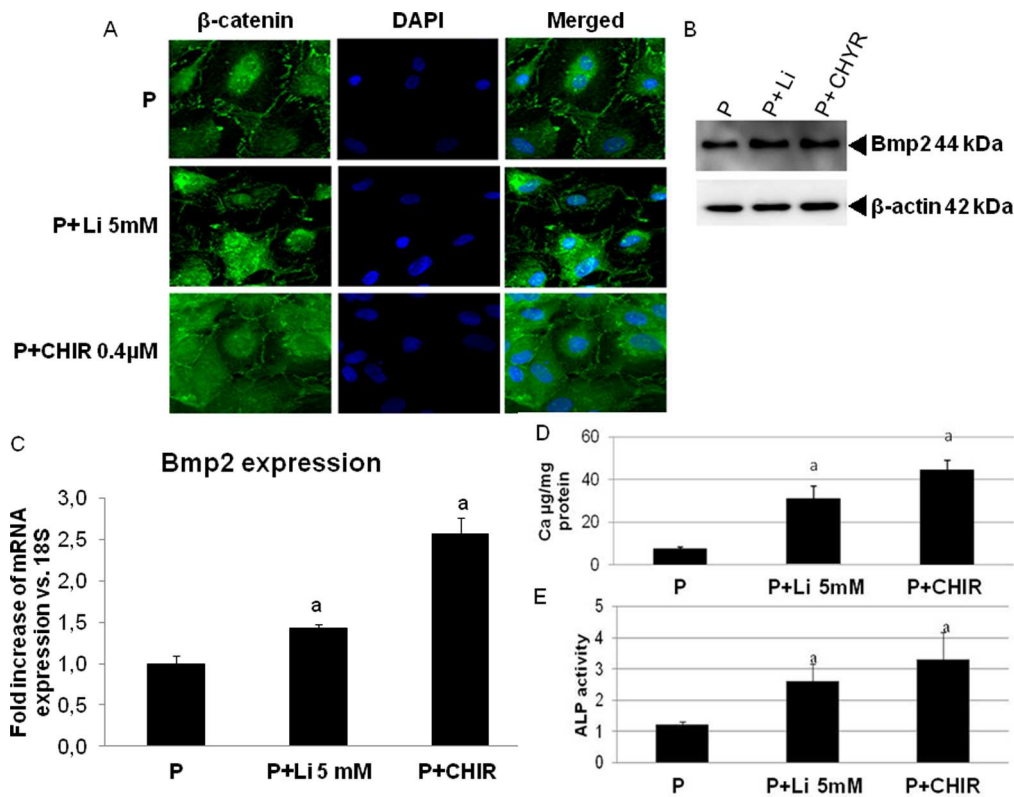 A
β-catenin
DAPI
Merged
P
P+Li 5mM
P+CHIR 0.4µM
B
P
P+Li
P+CHYR
Bmp2 44 kDa
β-actin 42 kDa
C
Bmp2 expression
Fold increase of mRNA
expression vs. 18S
3,0
2,5
2,0
1,5
1,0
0,5
0,0
a
a
P
P+Li 5 mM
P+CHIR
D
Ca µg/mg
protein
60
40
20
0
a
a
P
P+Li 5mM
P+CHIR
E
ALP activity
5
4
3
2
1
0
a
a
P
P+Li 5mM
P+CHIR